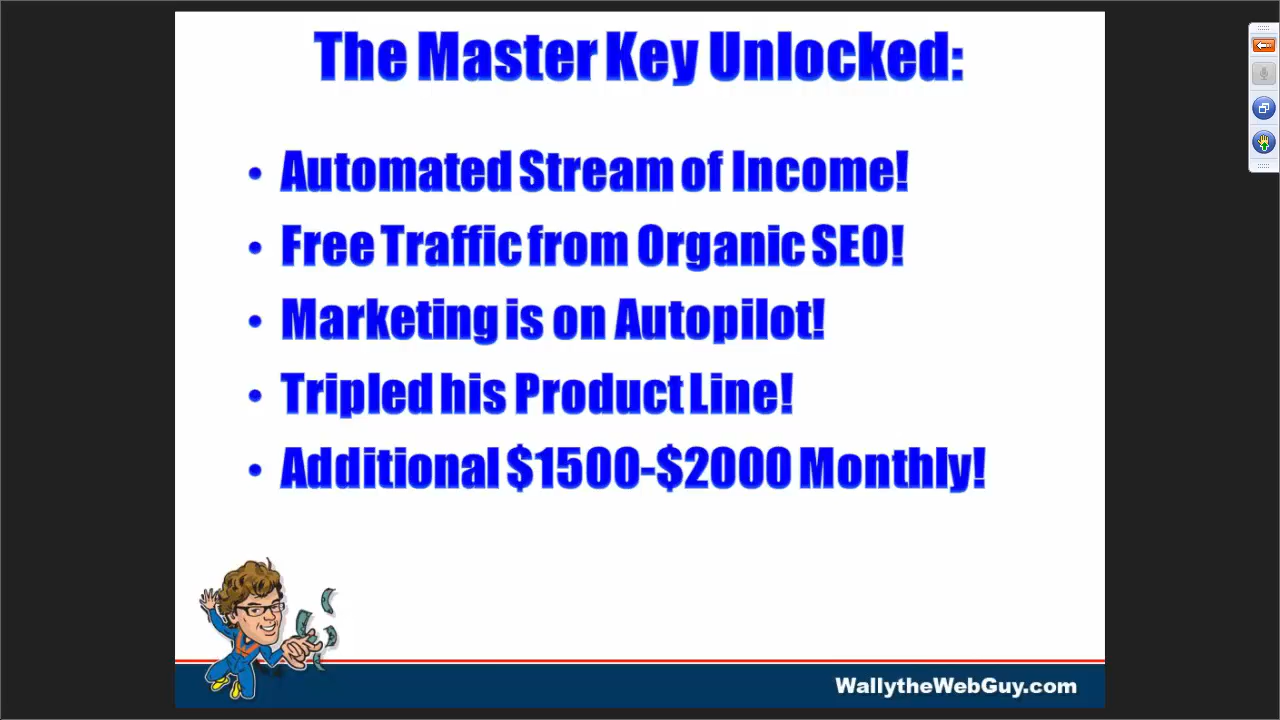 The Master Key Unlocked:
• Automated Stream of Income!
• Free Traffic from Organic SEO!
• Marketing is on Autopilot!
• Tripled his Product Line!
• Additional $1500-$2000 Monthly!
WallytheWebGuy.com